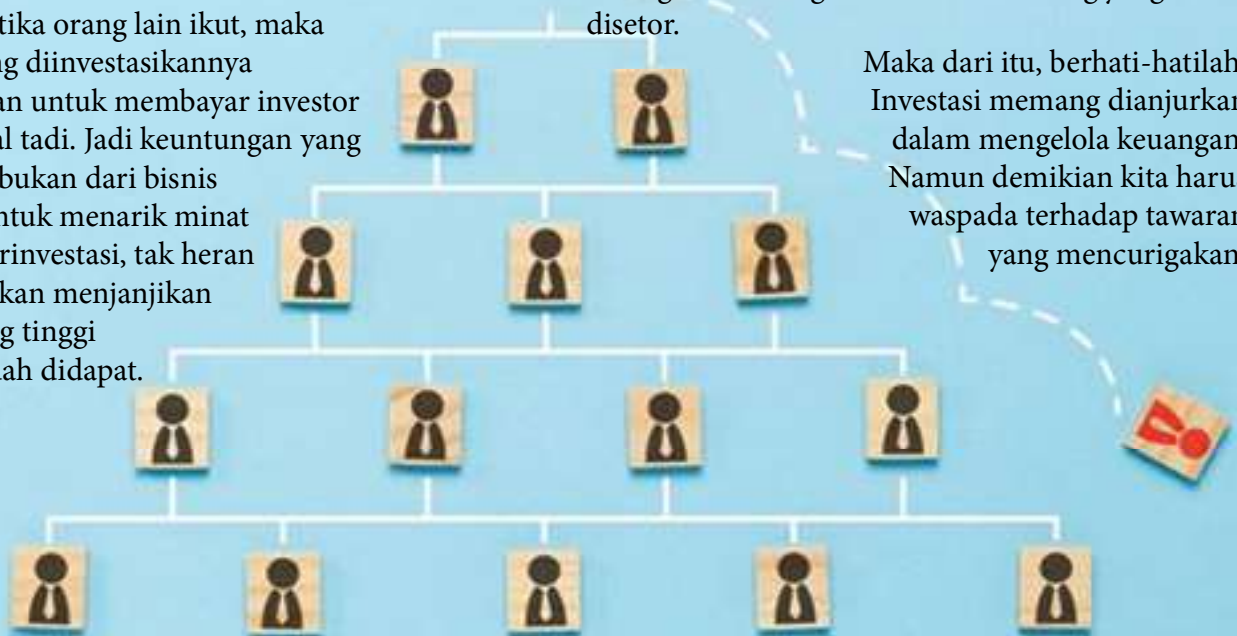 tika orang lain ikut, maka
g diinvestasikannya
an untuk membayar investor
al tadi. Jadi keuntungan yang
bukan dari bisnis
ntuk menarik minat
rinvestasi, tak heran
kan menjanjikan
g tinggi
ah didapat.
disetor.
Maka dari itu, berhati-hatilah
Investasi memang dianjurkan
dalam mengelola keuangan
Namun demikian kita haru
waspada terhadap tawaran
yang mencurigakan